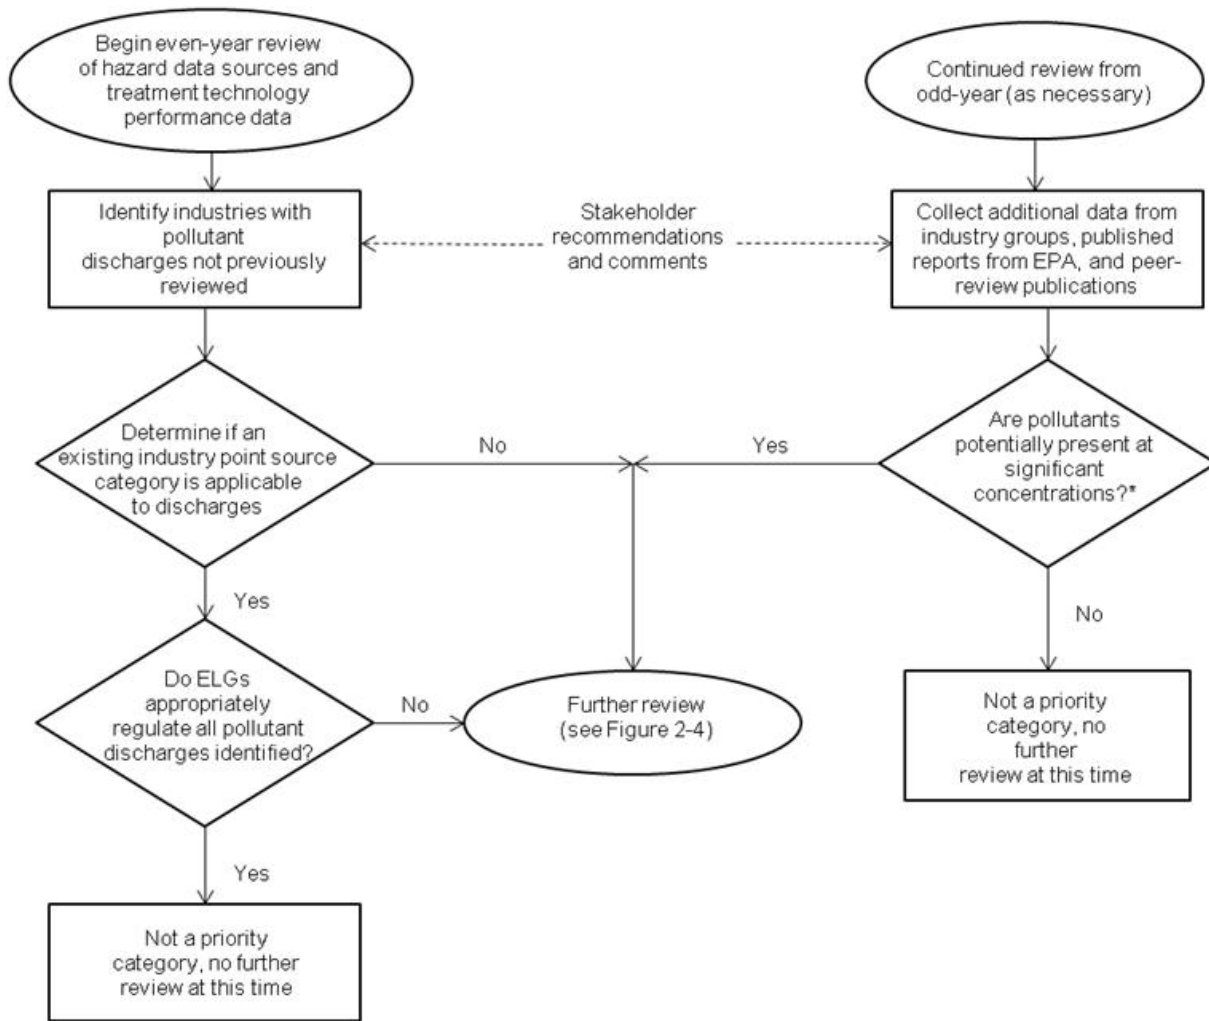 Begin even-year review
of hazard data sources and
treatment technology
performance data
Continued review from
odd-year (as necessary)
Identify industries with
pollutant
discharges not previously
reviewed
Stakeholder
recommendations
and comments
Collect additional data from
industry groups, published
reports from EPA, and peer-
review publications
Determine if an
existing industry point source
category is applicable
to discharges
No
Yes
Are pollutants
potentially present at
significant
concentrations?*
Yes
No
Do ELGs
appropriately
regulate all pollutant
discharges identified?
No
Further review
(see Figure 2-4)
Not a priority
category, no
further
review at this time
Yes
Not a priority
category, no further
review at this time